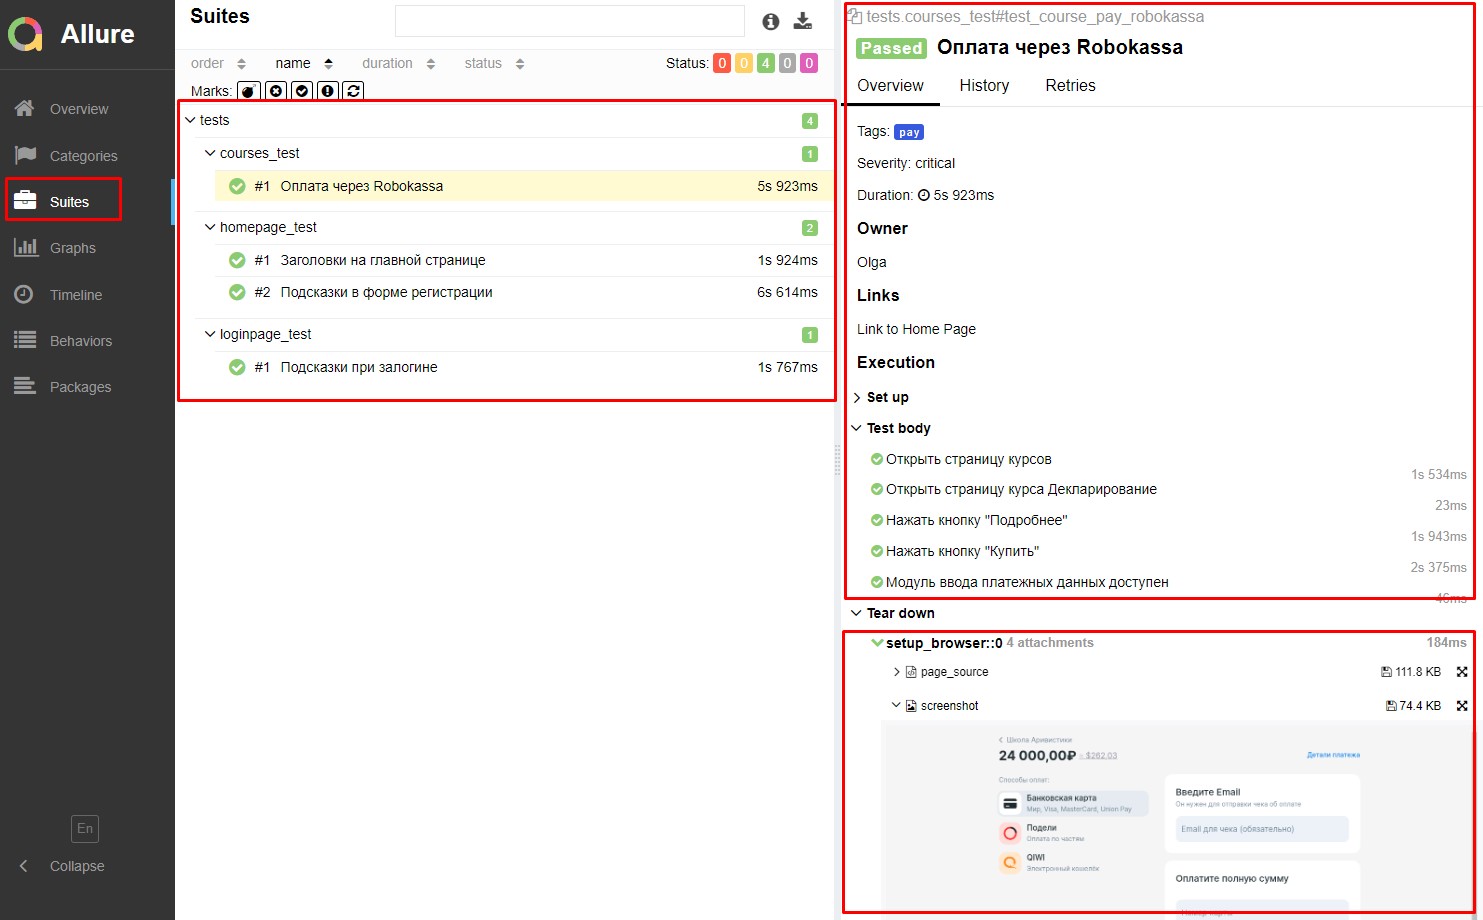 Allure
Overview
Categories
Suites
Graphs
Timeline
Behaviors
Packages
En
Collapse
Suites
order name duration status Status: 0 0 4 0 0
Marks:
tests 4
courses_test 1
#1 Оплата через Robokassa 5s 923ms
homepage_test 2
#1 Заголовки на главной странице 1s 924ms
#2 Подсказки в форме регистрации 6s 614ms
loginpage_test 1
#1 Подсказки при залогине 1s 767ms
tests.courses_test#test_course_pay_robokassa
Passed Оплата через Robokassa
Overview History Retries
Tags: pay
Severity: critical
Duration: 5s 923ms
Owner
Olga
Links
Link to Home Page
Execution
Set up
Test body
Открыть страницу курсов
1s 534ms
Открыть страницу курса Декларирование
23ms
Нажать кнопку "Подробнее"
1s 943ms
Нажать кнопку "Купить"
2s 375ms
Модуль ввода платежных данных доступен
46ms
Tear down
setup_browser::0 4 attachments 184ms
page_source 111.8 KB
screenshot 74.4 KB
Школа Аривистики
24 000,00₽ ≈ $262,03
Детали платежа
Способы оплат:
Банковская карта
Мир, Visa, MasterCard, Union Pay
Подели
Оплата по частям
QIWI
Электронный кошелёк
Введите Email
Он нужен для отправки чека об оплате
Email для чека (обязательно)
Оплатите полную сумму
Номер карты